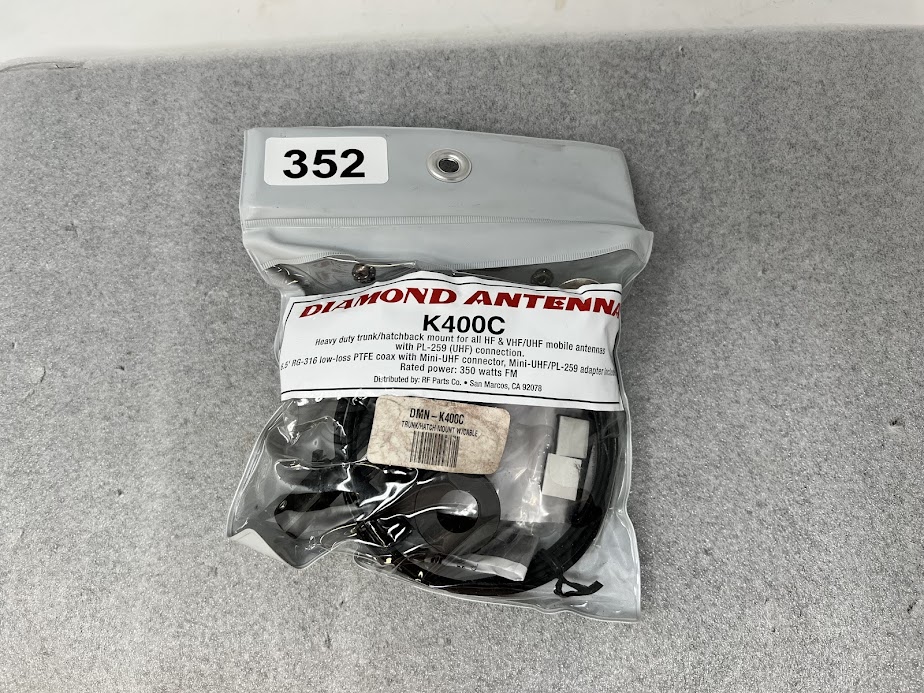 352
DIAMOND ANTENNA
K400C
Heavy duty trunk/hatchback mount for all HF & VHF/UHF mobile antennas
with PL-259 (UHF) connection.
6.5' RG-316 low-loss PTFE coax with Mini-UHF connector, Mini-UHF/PL-259 adapter
Rated power: 350 watts FM
Distributed by: RF Parts Co. • San Marcos, CA 92078
DMN-K400C
TRUNK/HATCH MOUNT W/CABLE